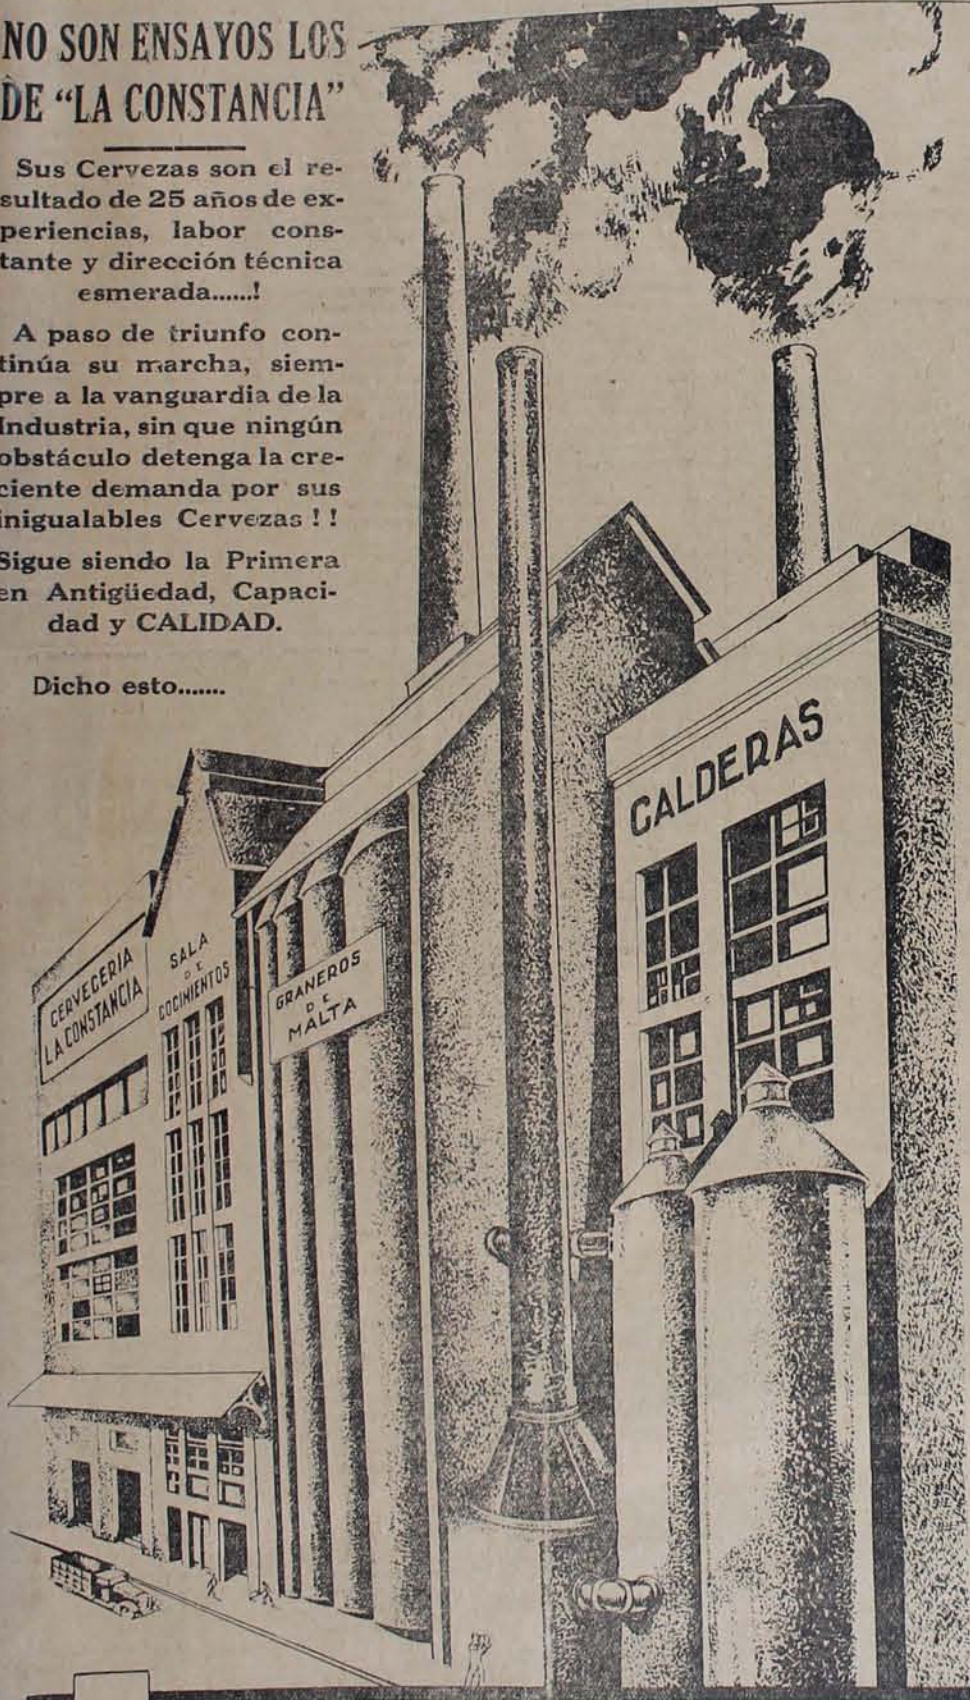 NO SON ENSAYOS LOS
DE “LA CONSTANCIA”
Sus Cervezas son el re-
sultado de 25 años de ex-
periencias, labor cons-
tante y dirección técnica
esmerada......!
A paso de triunfo con-
tinúa su marcha, siem-
pre a la vanguardia de la
Industria, sin que ningún
obstáculo detenga la cre-
ciente demanda por sus
inigualables Cervezas ! !
Sigue siendo la Primera
en Antigüedad, Capaci-
dad y CALIDAD.
Dicho esto.......
CALDERAS
CERVECERIA
LA CONSTANCIA
SALA
DE
COCIMIENTOS
GRANEROS
DE
MALTA